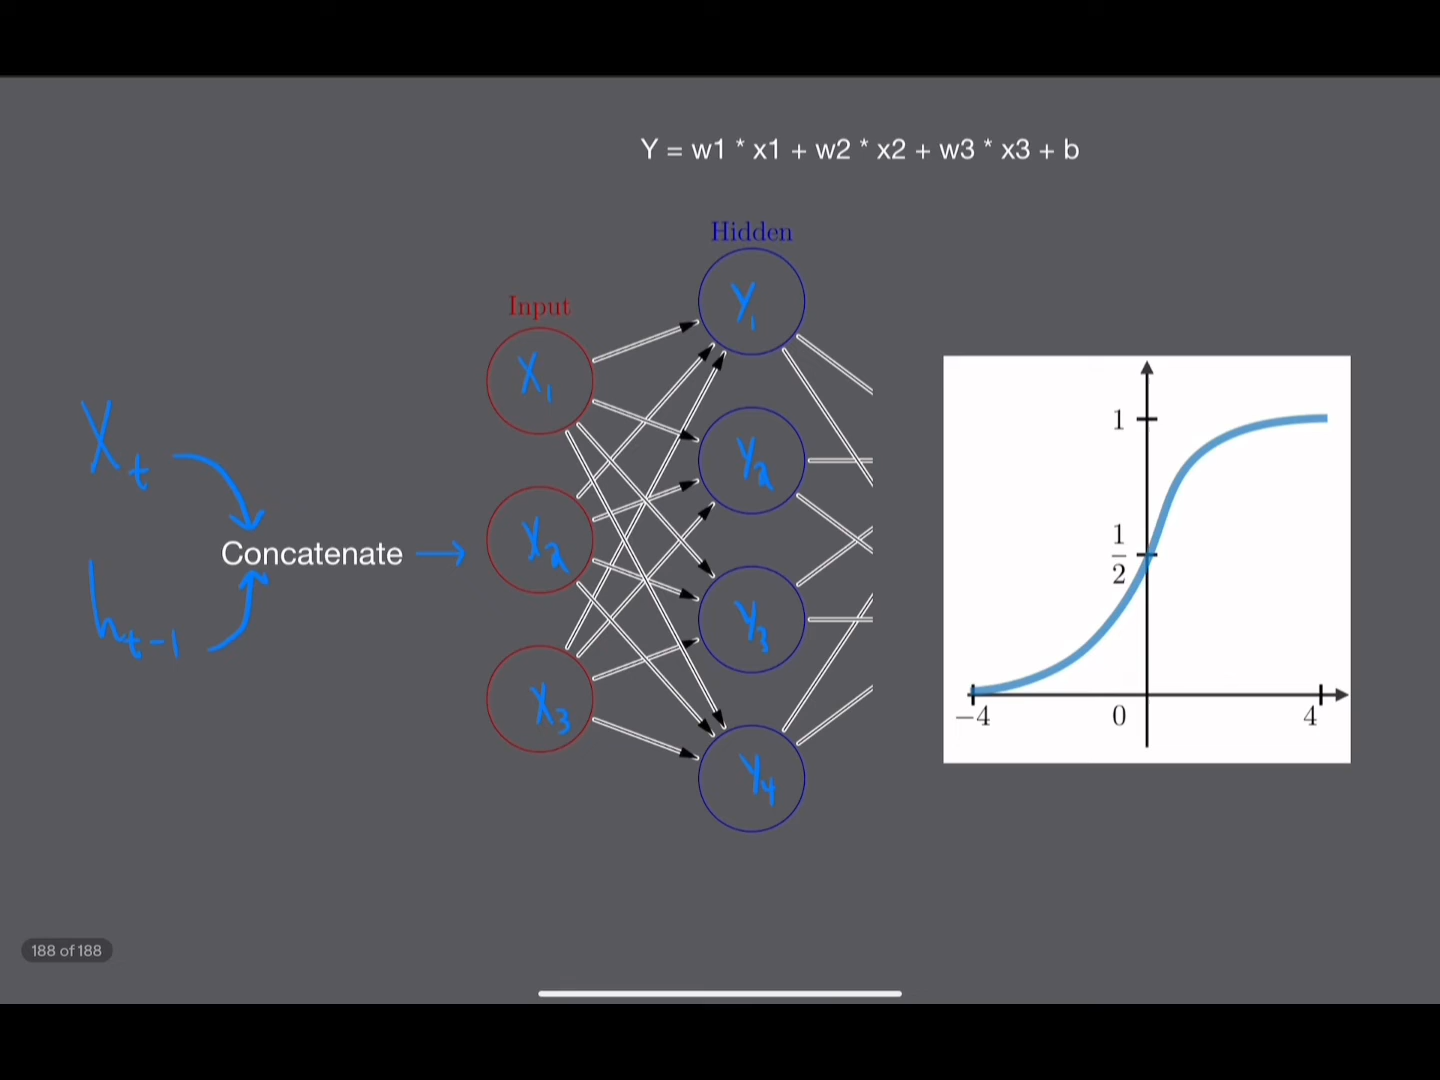 Y = w1 * x1 + w2 * x2 + w3 * x3 + b
Hidden
Input
Y1
X1
Xt
Y2
Concatenate
X2
ht-1
Y3
X3
Y4
1
1/2
-4
0
4
188 of 188